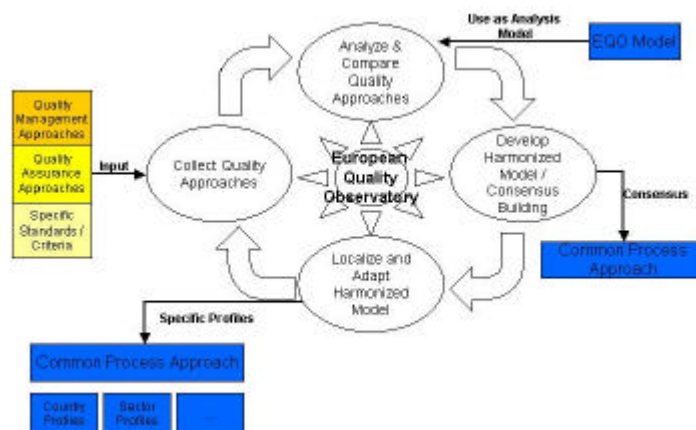 Use as Analysis
Model
EQO Model
Analyze &
Compare
Quality
Approaches
Quality
Management
Approaches
Quality
Assurance
Approaches
Specific
Standards /
Criteria
Input
Collect Quality
Approaches
European
Quality
Observatory
Develop
Harmonized
Model /
Consensus
Building
Consensus
Common Process
Approach
Localize and
Adapt
Harmonized
Model
Specific Profiles
Common Process Approach
Country
Profiles
Sector
Profiles
...